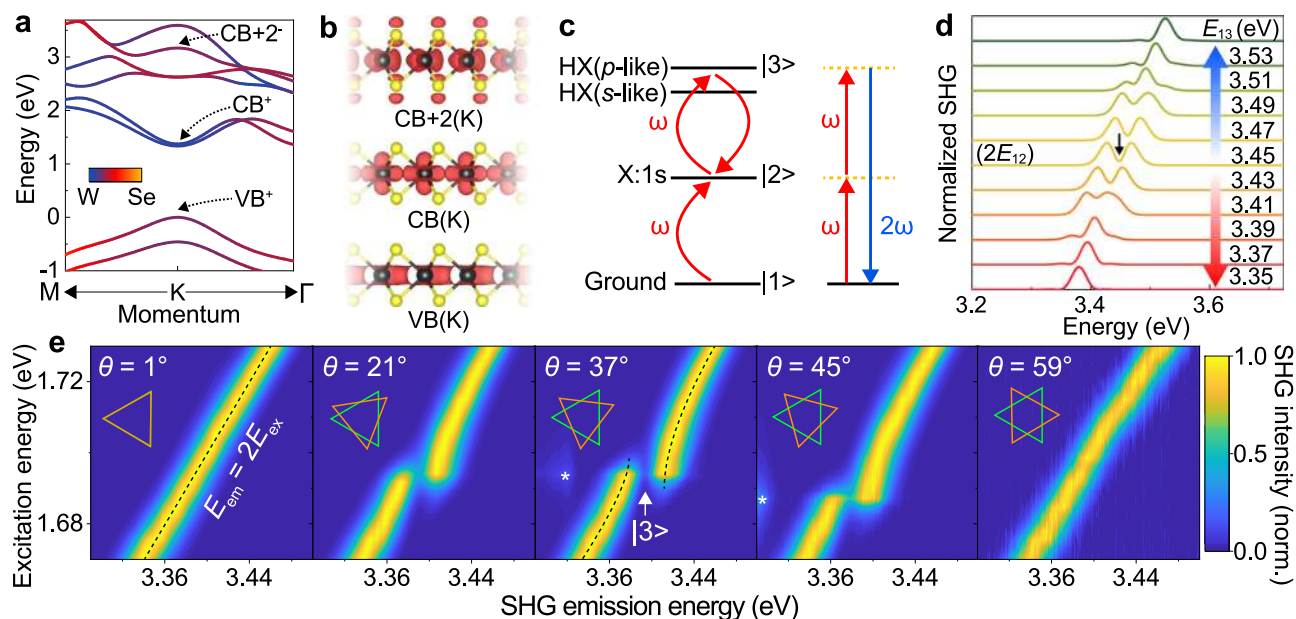 a
Energy (eV)
3
2
1
0
-1
CB+2⁻
CB⁺
W Se
VB⁺
M K Γ
Momentum
b
CB+2(K)
CB(K)
VB(K)
c
HX(p-like) |3>
HX(s-like)
ω
X:1s |2>
ω
Ground |1>
ω
ω
2ω
d
Normalized SHG
E₁₃ (eV)
3.53
3.51
3.49
3.47
(2E₁₂) 3.45
3.43
3.41
3.39
3.37
3.35
3.2 3.4 3.6
Energy (eV)
e
Excitation energy (eV)
1.72
1.68
θ = 1°
E_em = 2E_ex
θ = 21°
θ = 37°
*
|3>
θ = 45°
*
θ = 59°
3.36 3.44 3.36 3.44 3.36 3.44 3.36 3.44 3.36 3.44
SHG emission energy (eV)
1.0
0.0
SHG intensity (norm.)